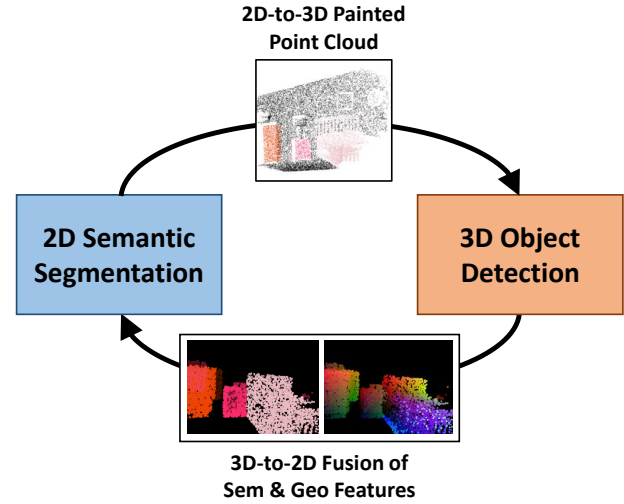 2D-to-3D Painted
Point Cloud
2D Semantic
Segmentation
3D Object
Detection
3D-to-2D Fusion of
Sem & Geo Features